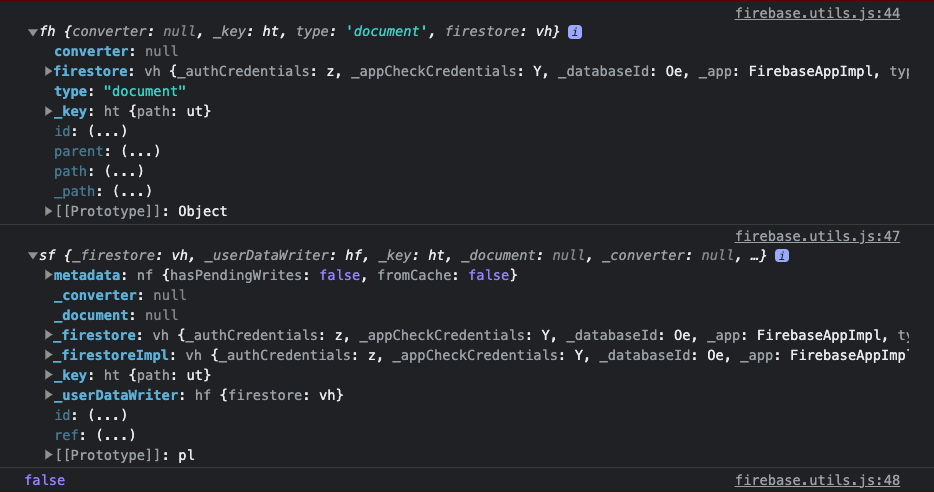 firebase.utils.js:44
▼fh {converter: null, _key: ht, type: 'document', firestore: vh} i
converter: null
▶firestore: vh {_authCredentials: z, _appCheckCredentials: Y, _databaseId: Oe, _app: FirebaseAppImpl, typ
type: "document"
▶_key: ht {path: ut}
id: (...)
parent: (...)
path: (...)
_path: (...)
▶[[Prototype]]: Object
firebase.utils.js:47
▼sf {_firestore: vh, _userDataWriter: hf, _key: ht, _document: null, _converter: null, …} i
▶metadata: nf {hasPendingWrites: false, fromCache: false}
_converter: null
_document: null
▶_firestore: vh {_authCredentials: z, _appCheckCredentials: Y, _databaseId: Oe, _app: FirebaseAppImpl, ty
▶_firestoreImpl: vh {_authCredentials: z, _appCheckCredentials: Y, _databaseId: Oe, _app: FirebaseAppImpl
▶_key: ht {path: ut}
▶_userDataWriter: hf {firestore: vh}
id: (...)
ref: (...)
▶[[Prototype]]: pl
false firebase.utils.js:48